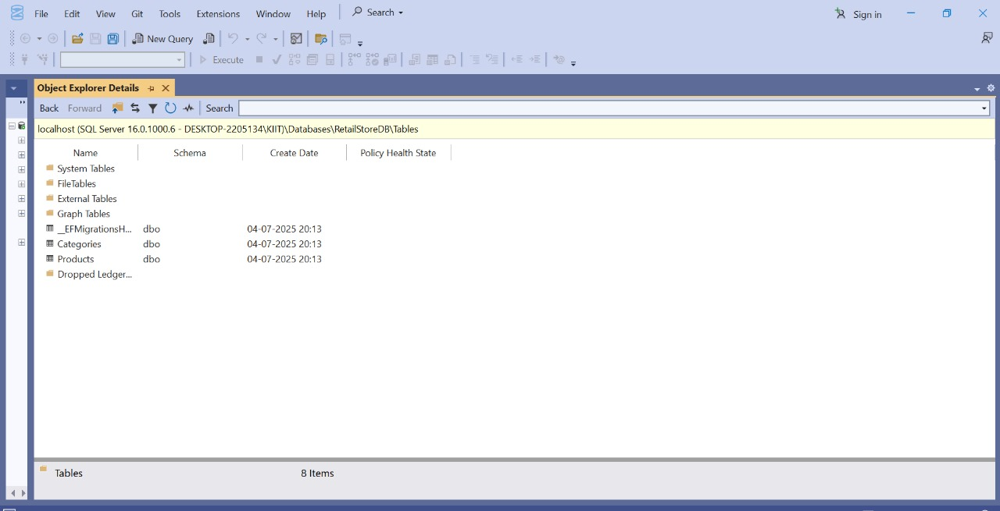 File Edit View Git Tools Extensions Window Help Search Sign in
New Query
Execute
Object Explorer Details
Back Forward Search
localhost (SQL Server 16.0.1000.6 - DESKTOP-2205134\KIIT)\Databases\RetailStoreDB\Tables
Name Schema Create Date Policy Health State
System Tables
FileTables
External Tables
Graph Tables
__EFMigrationsH... dbo 04-07-2025 20:13
Categories dbo 04-07-2025 20:13
Products dbo 04-07-2025 20:13
Dropped Ledger...
Tables 8 Items